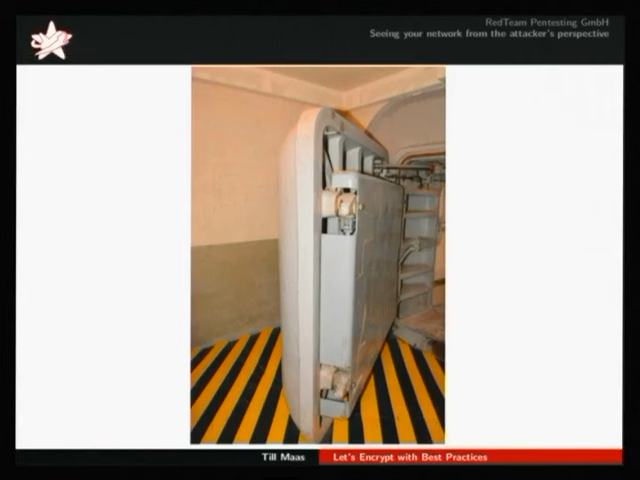 RedTeam Pentesting GmbH
Seeing your network from the attacker's perspective
Till Maas
Let's Encrypt with Best Practices